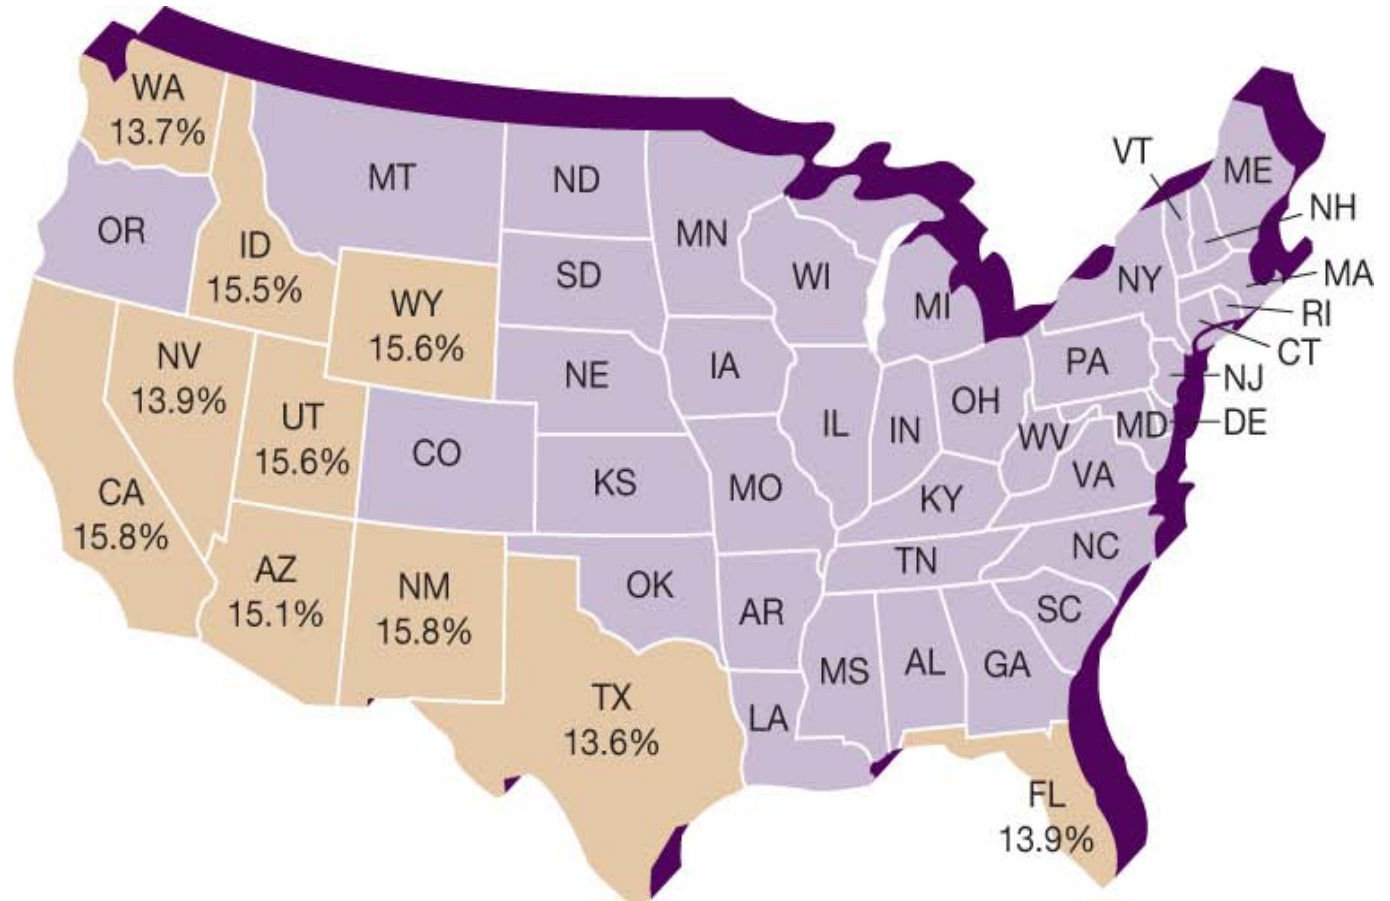 WA
13.7%
OR
ID
15.5%
MT
ND
SD
MN
WI
MI
WY
15.6%
NV
13.9%
UT
15.6%
CO
NE
IA
KS
MO
IL
IN
OH
KY
WV
VA
PA
NY
VT
ME
NH
MA
RI
CT
NJ
MD
DE
CA
15.8%
AZ
15.1%
NM
15.8%
OK
AR
TN
NC
SC
MS
AL
GA
LA
TX
13.6%
FL
13.9%